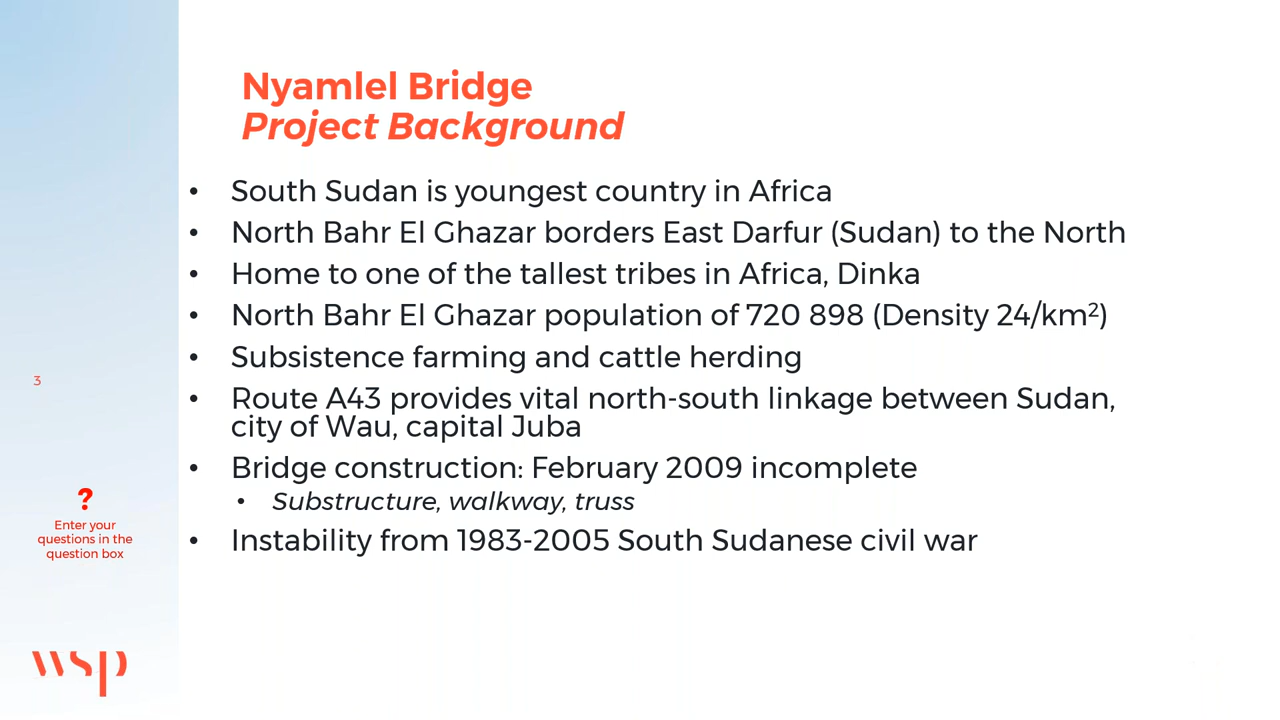 Nyamlel Bridge
Project Background
• South Sudan is youngest country in Africa
• North Bahr El Ghazar borders East Darfur (Sudan) to the North
• Home to one of the tallest tribes in Africa, Dinka
• North Bahr El Ghazar population of 720 898 (Density 24/km²)
• Subsistence farming and cattle herding
• Route A43 provides vital north-south linkage between Sudan,
city of Wau, capital Juba
• Bridge construction: February 2009 incomplete
• Substructure, walkway, truss
• Instability from 1983-2005 South Sudanese civil war
3
?
Enter your
questions in the
question box
wsp